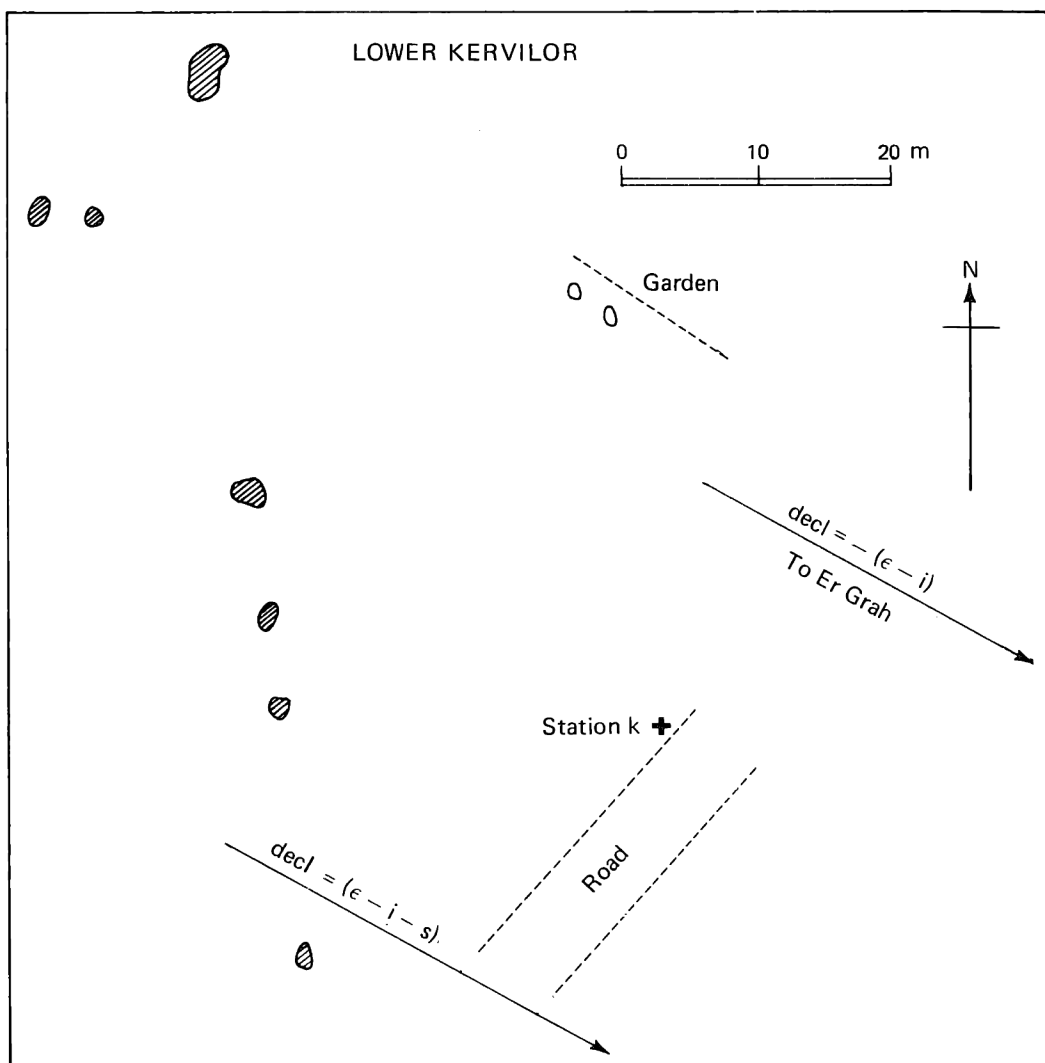 LOWER KERVILOR
0 10 20 m
Garden
N
decl = – (ϵ – i)
To Er Grah
Station k
Road
decl = (ϵ – i – s)